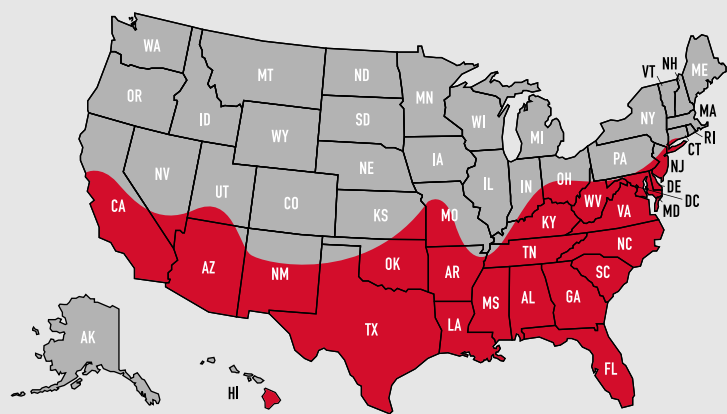 WA
MT
ND
MN
VT
NH
ME
OR
ID
SD
WI
MI
NY
MA
WY
RI
CT
NE
IA
PA
NJ
NV
UT
CO
IL
IN
OH
DE
DC
KS
MO
WV
VA
MD
CA
KY
NC
AZ
NM
OK
AR
TN
SC
MS
AL
GA
TX
LA
AK
FL
HI